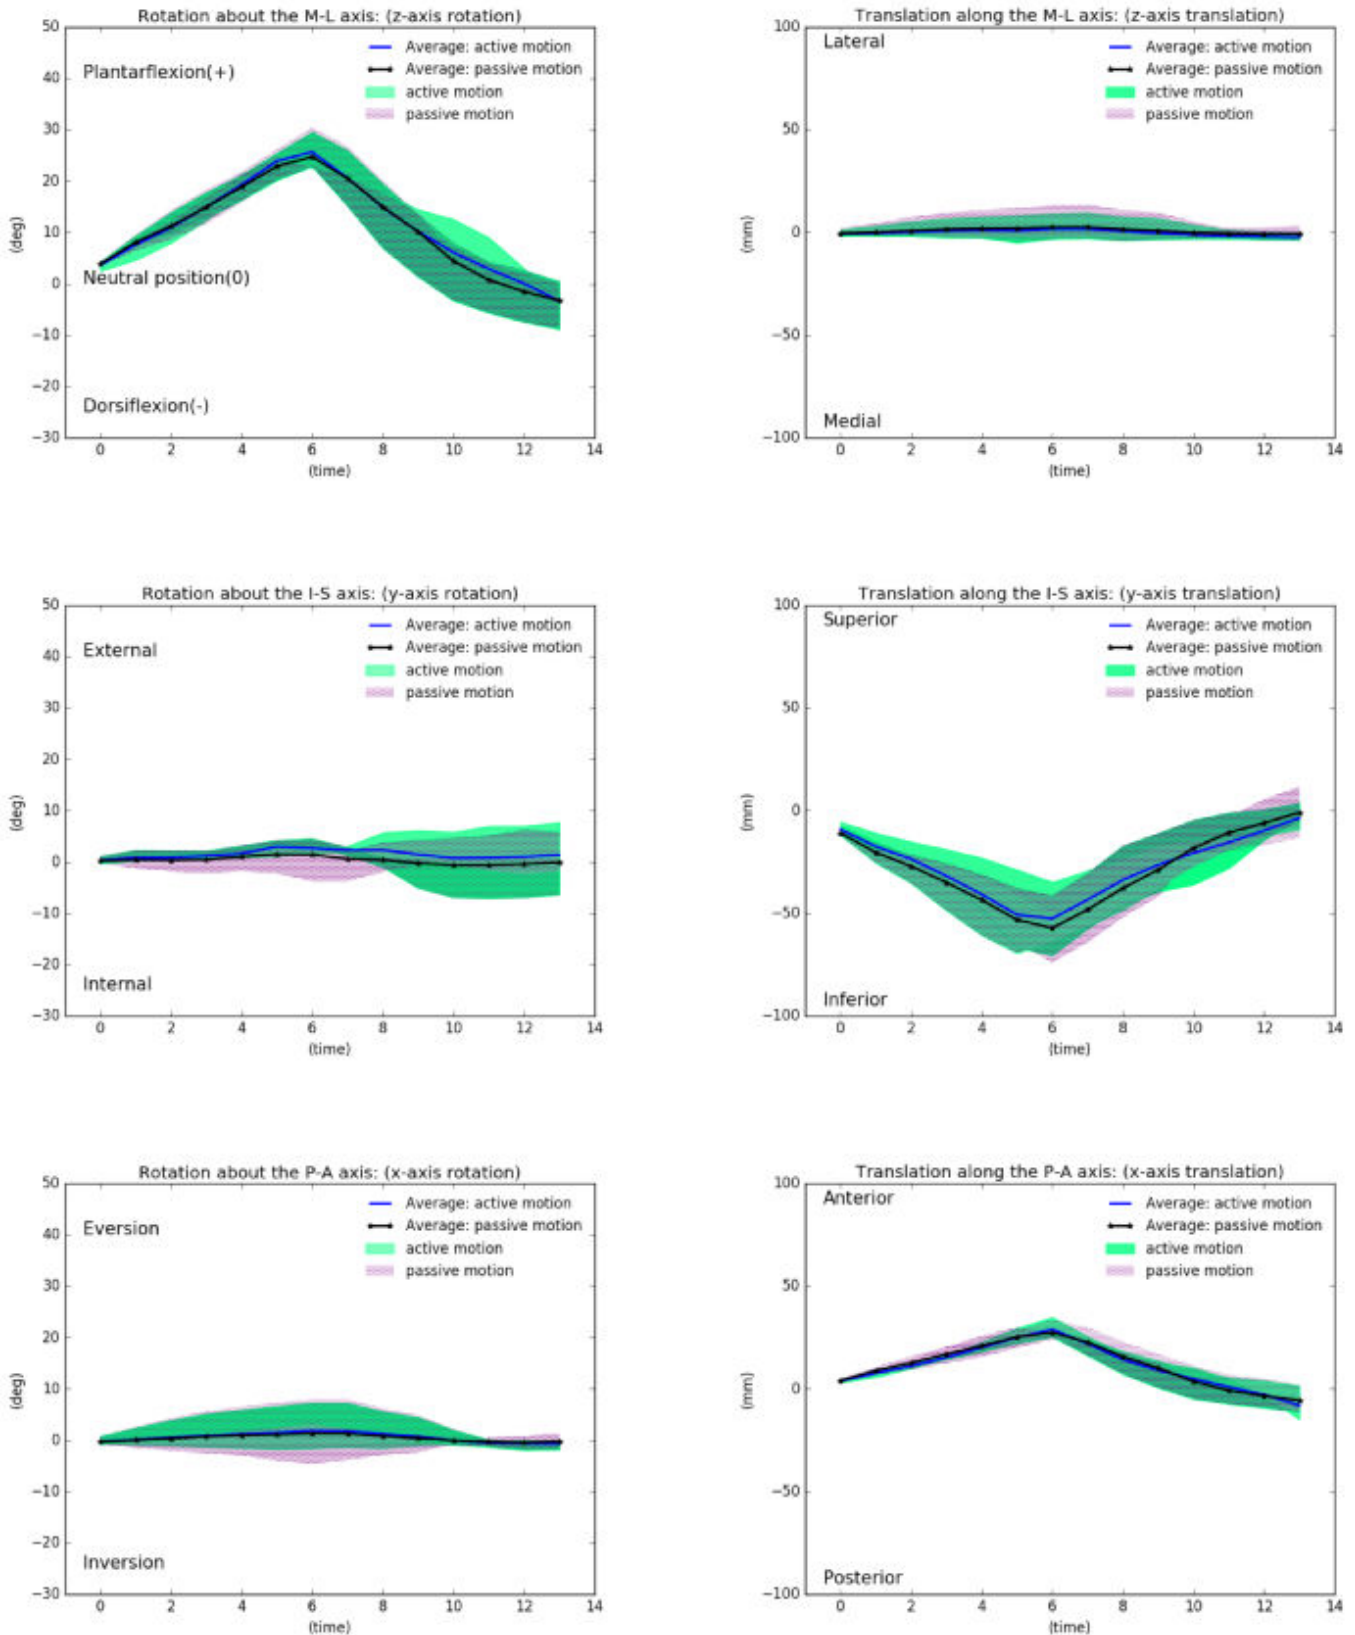 Rotation about the M-L axis: (z-axis rotation)
50
40
30
20
10
0
−10
−20
−30
(deg)
Plantarflexion(+)
Neutral position(0)
Dorsiflexion(-)
Average: active motion
Average: passive motion
active motion
passive motion
0 2 4 6 8 10 12 14
(time)
Translation along the M-L axis: (z-axis translation)
100
50
0
−50
−100
(mm)
Lateral
Medial
Average: active motion
Average: passive motion
active motion
passive motion
0 2 4 6 8 10 12 14
(time)
Rotation about the I-S axis: (y-axis rotation)
50
40
30
20
10
0
−10
−20
−30
(deg)
External
Internal
Average: active motion
Average: passive motion
active motion
passive motion
0 2 4 6 8 10 12 14
(time)
Translation along the I-S axis: (y-axis translation)
100
50
0
−50
−100
(mm)
Superior
Inferior
Average: active motion
Average: passive motion
active motion
passive motion
0 2 4 6 8 10 12 14
(time)
Rotation about the P-A axis: (x-axis rotation)
50
40
30
20
10
0
−10
−20
−30
(deg)
Eversion
Inversion
Average: active motion
Average: passive motion
active motion
passive motion
0 2 4 6 8 10 12 14
(time)
Translation along the P-A axis: (x-axis translation)
100
50
0
−50
−100
(mm)
Anterior
Posterior
Average: active motion
Average: passive motion
active motion
passive motion
0 2 4 6 8 10 12 14
(time)